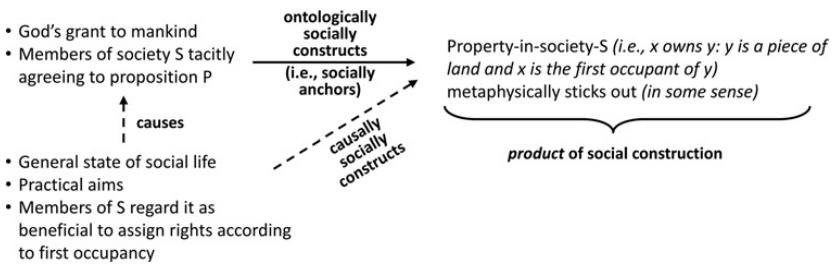 • God's grant to mankind
• Members of society S tacitly
agreeing to proposition P
ontologically
socially
constructs
(i.e., socially
anchors)
Property-in-society-S (i.e., x owns y: y is a piece of
land and x is the first occupant of y)
metaphysically sticks out (in some sense)
causes
causally
socially
constructs
product of social construction
• General state of social life
• Practical aims
• Members of S regard it as
beneficial to assign rights according
to first occupancy